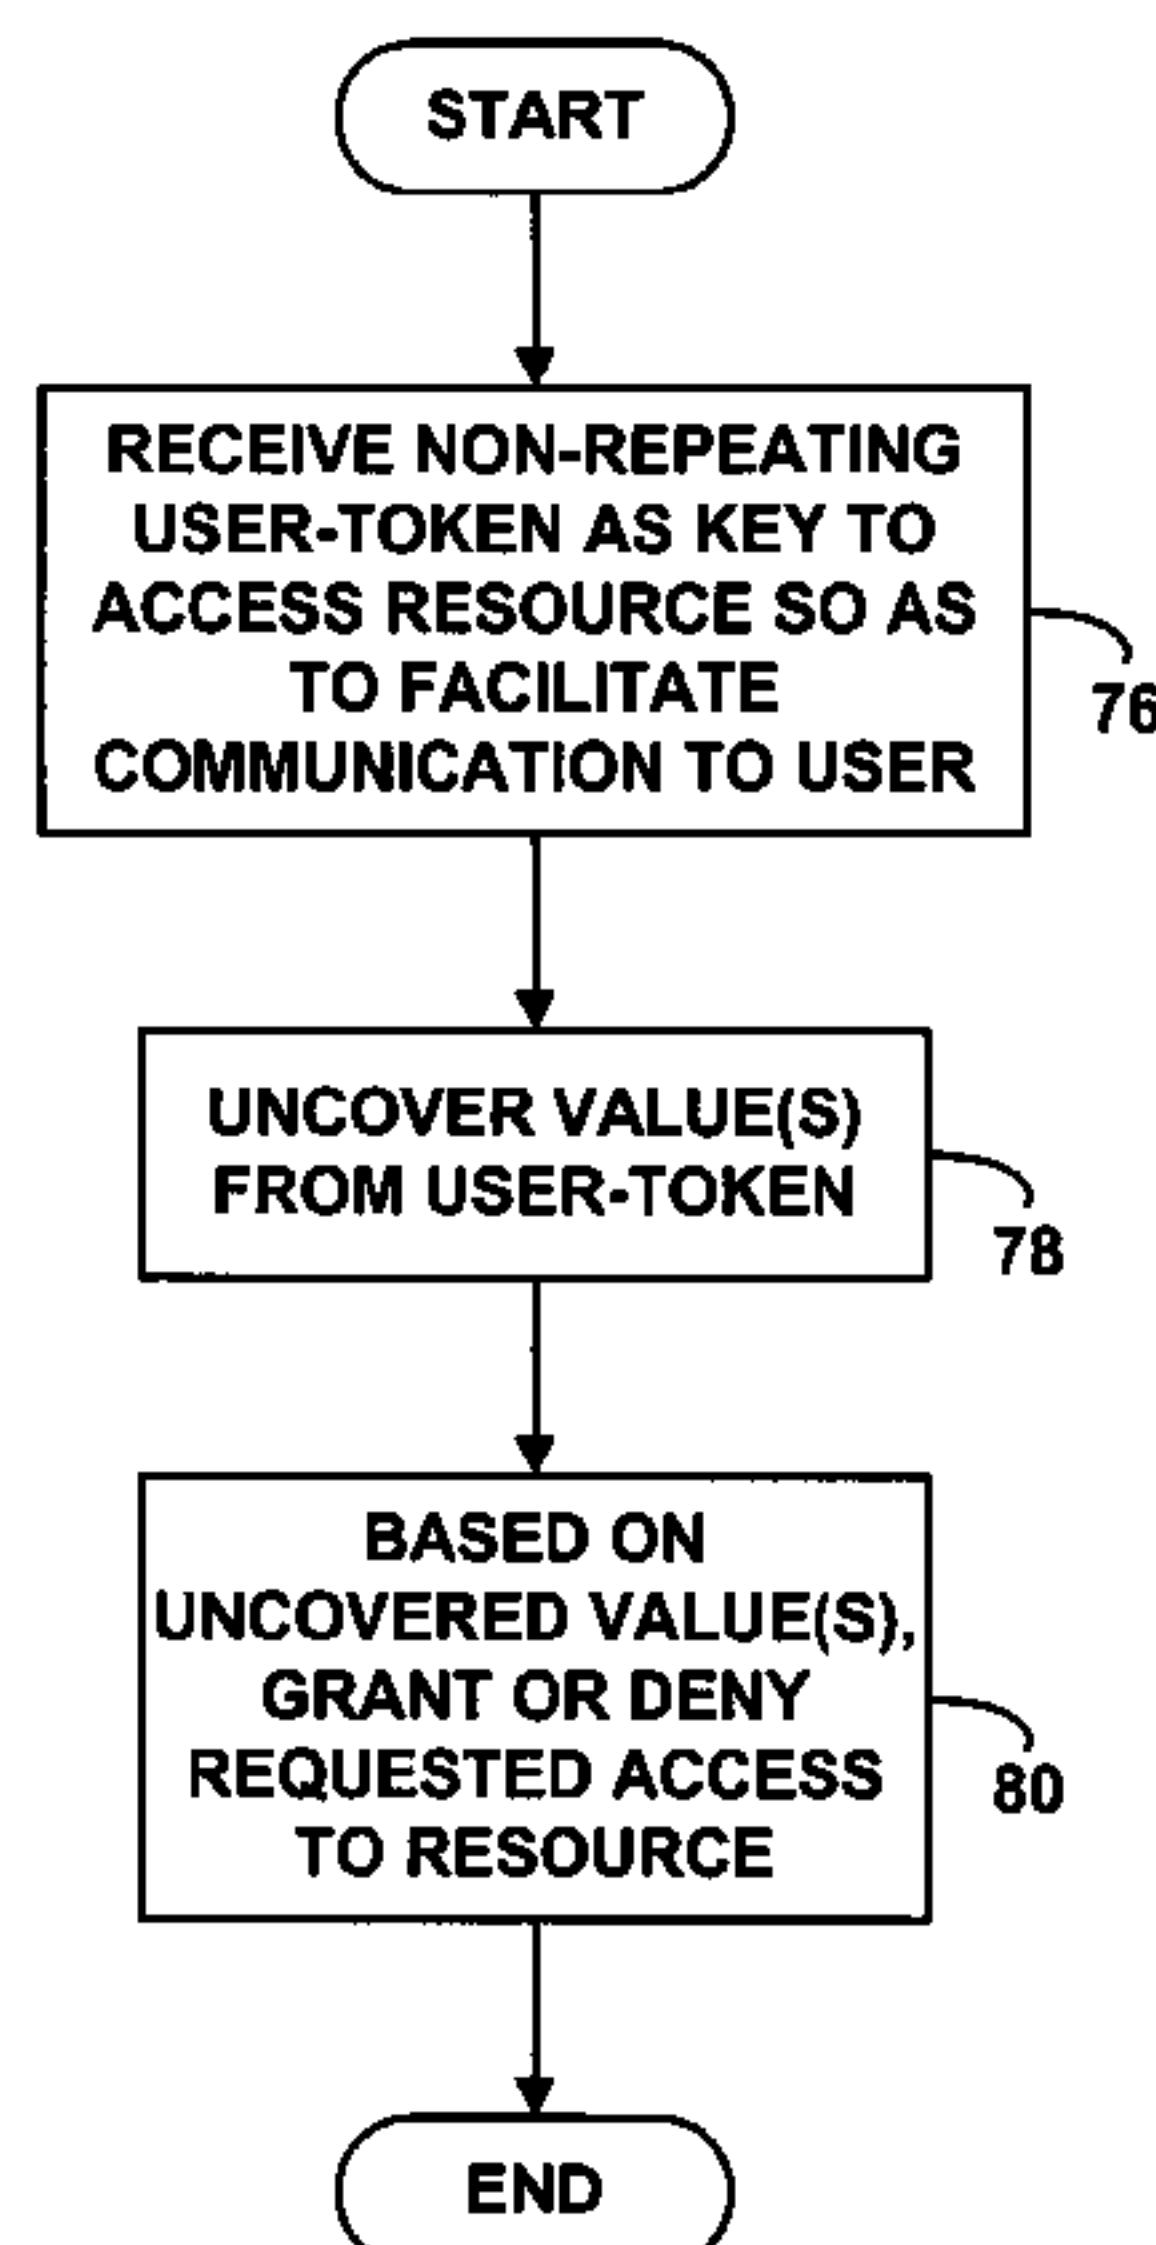 START
RECEIVE NON-REPEATING
USER-TOKEN AS KEY TO
ACCESS RESOURCE SO AS
TO FACILITATE
COMMUNICATION TO USER
76
UNCOVER VALUE(S)
FROM USER-TOKEN
78
BASED ON
UNCOVERED VALUE(S),
GRANT OR DENY
REQUESTED ACCESS
TO RESOURCE
80
END